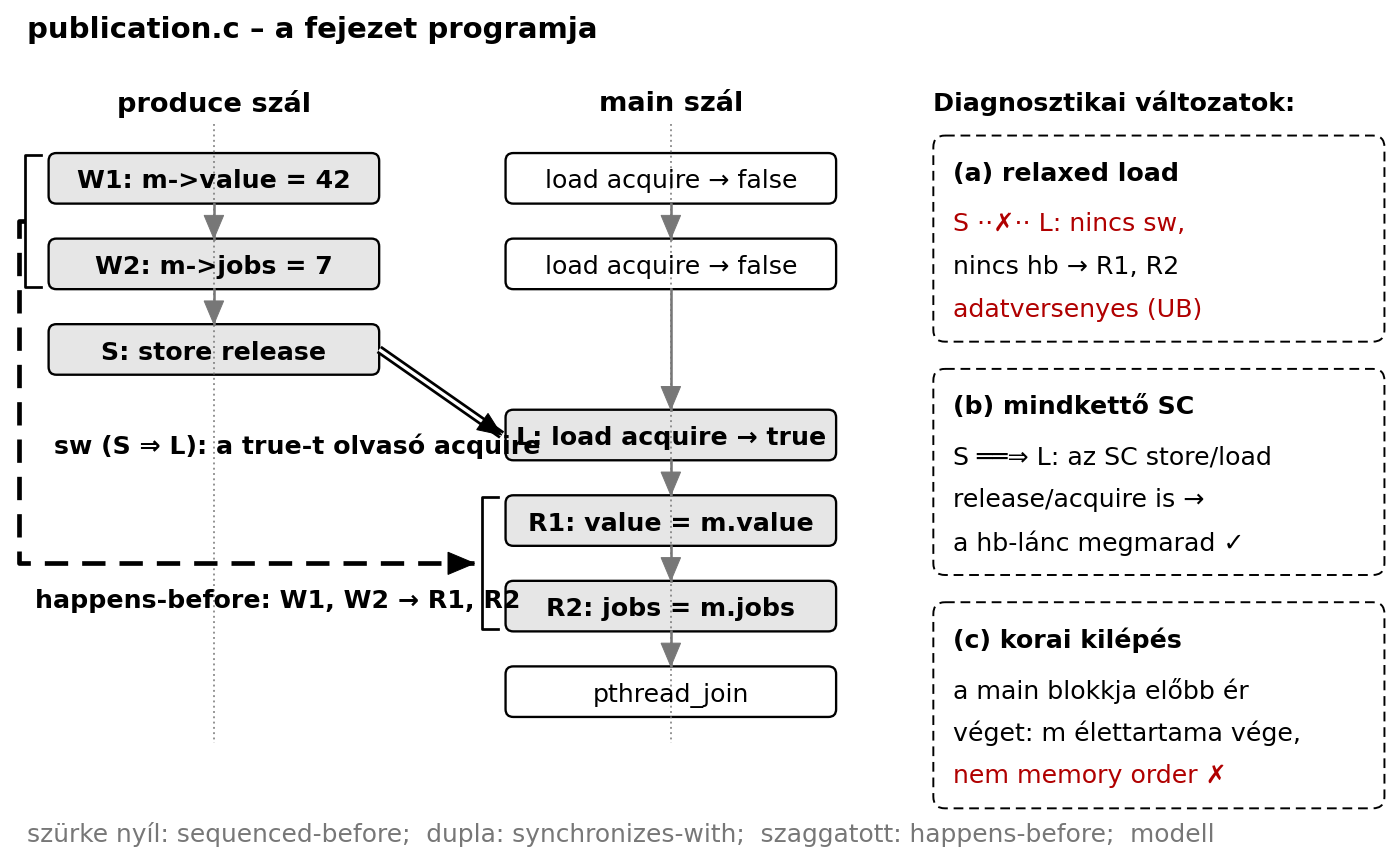 publication.c – a fejezet programja
produce szál
main szál
Diagnosztikai változatok:
W1: m->value = 42
W2: m->jobs = 7
S: store release
sw (S ⇒ L): a true-t olvasó acquire
happens-before: W1, W2 → R1, R2
load acquire → false
load acquire → false
L: load acquire → true
R1: value = m.value
R2: jobs = m.jobs
pthread_join
(a) relaxed load
S ··✗·· L: nincs sw,
nincs hb → R1, R2
adatversenyes (UB)
(b) mindkettő SC
S ══⇒ L: az SC store/load
release/acquire is →
a hb-lánc megmarad ✓
(c) korai kilépés
a main blokkja előbb ér
véget: m élettartama vége,
nem memory order ✗
szürke nyíl: sequenced-before;  dupla: synchronizes-with;  szaggatott: happens-before;  modell